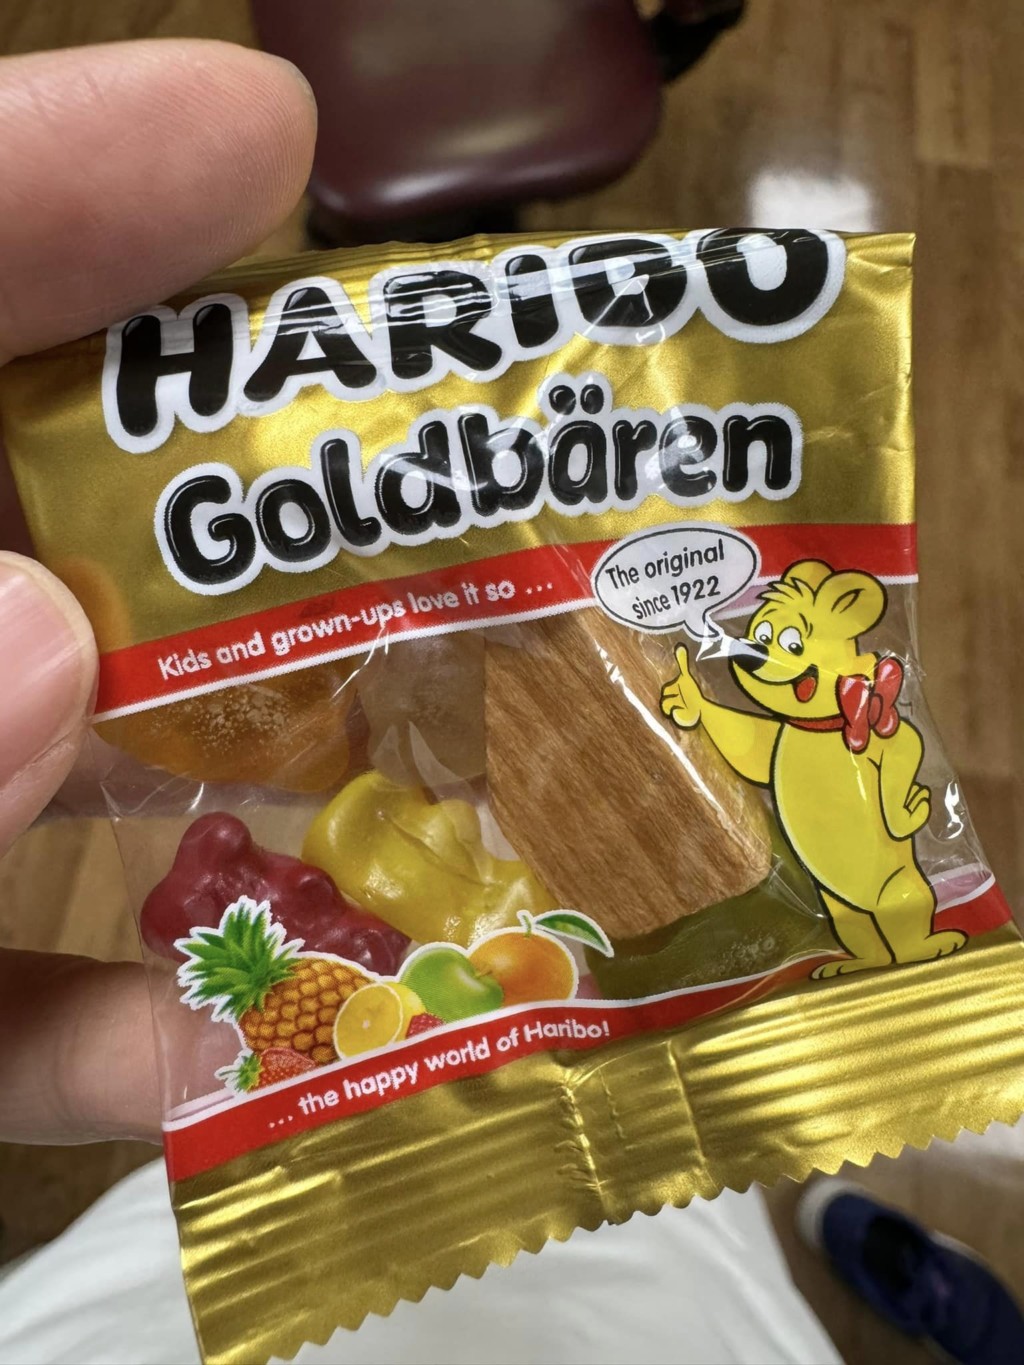 HARIBO
Goldbären
Kids and grown-ups love it so ...
The original
since 1922
... the happy world of Haribo!